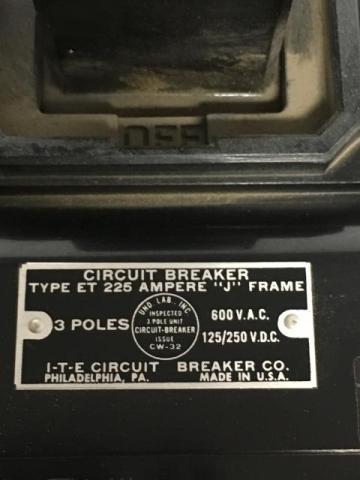 OFF
CIRCUIT BREAKER
TYPE ET 225 AMPERE "J" FRAME
3 POLES
UND. LAB. INC.
INSPECTED
3 POLE UNIT
CIRCUIT-BREAKER
ISSUE
CW-32
600 V.A.C.
125/250 V.D.C.
I-T-E CIRCUIT BREAKER CO.
PHILADELPHIA, PA. MADE IN U.S.A.